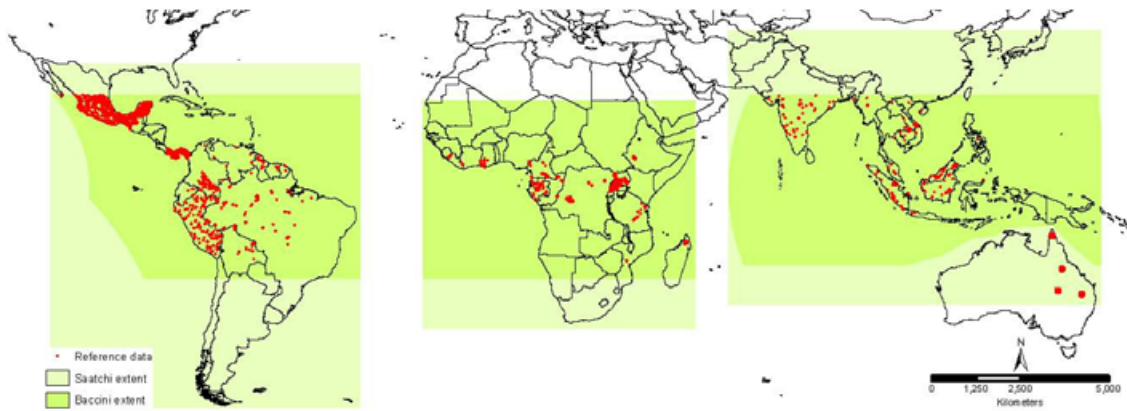 Reference data
Saatchi extent
Baccini extent
N
0 1,250 2,500 5,000
Kilometers